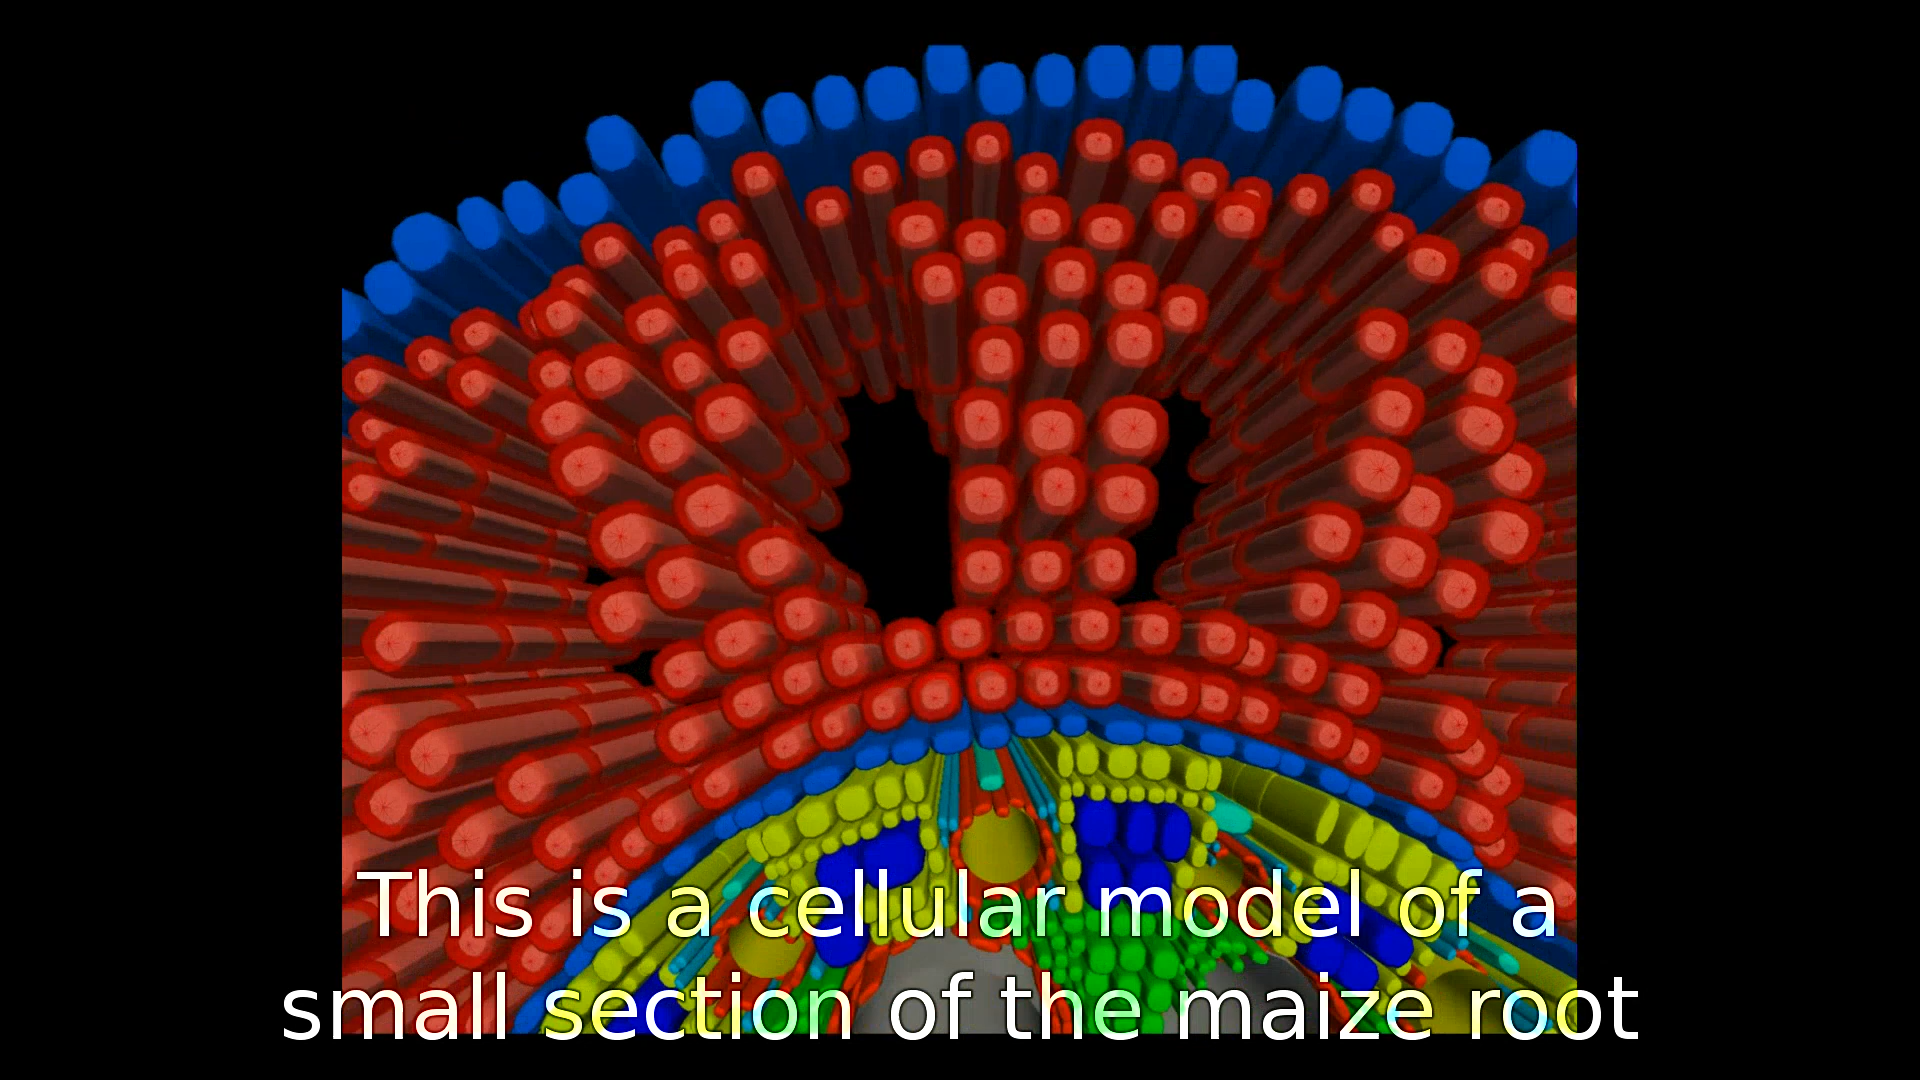 This is a cellular model of a
small section of the maize root